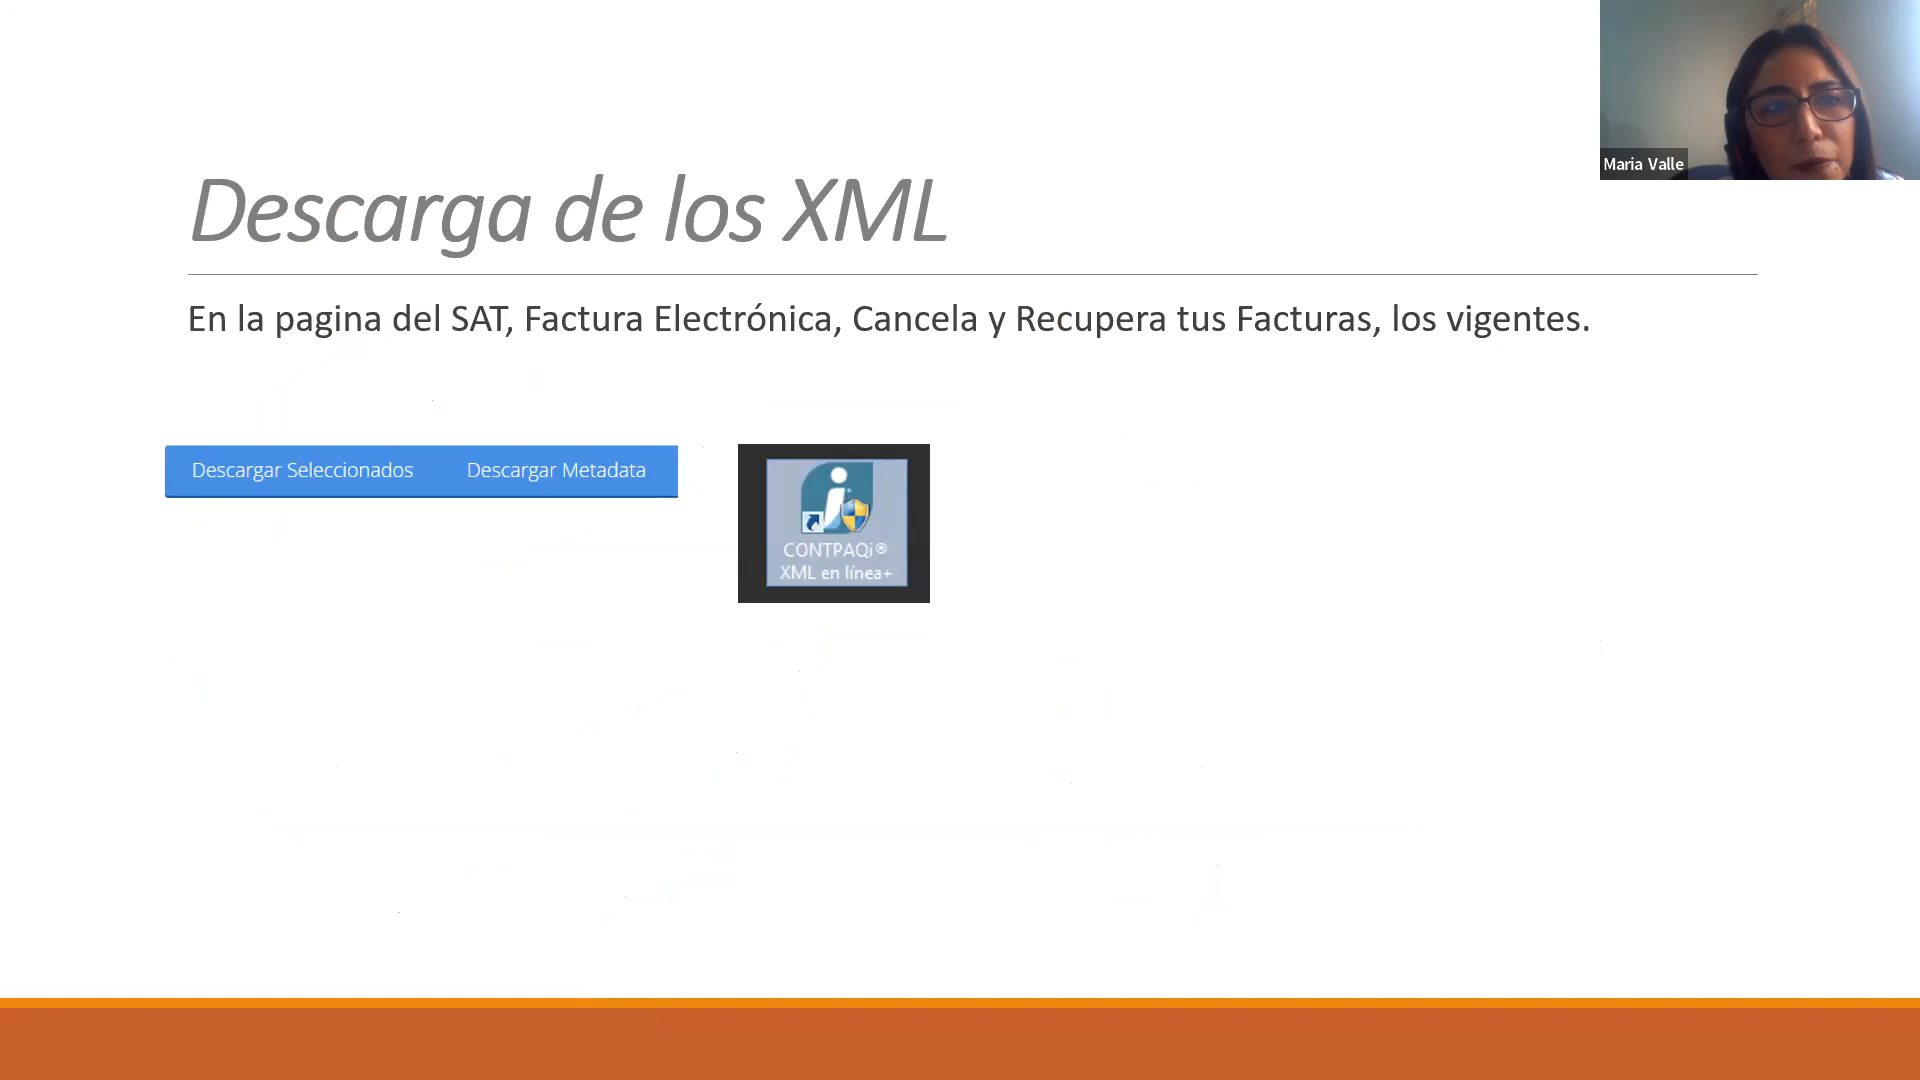 Maria Valle
Descarga de los XML
En la pagina del SAT, Factura Electrónica, Cancela y Recupera tus Facturas, los vigentes.
Descargar Seleccionados Descargar Metadata
CONTPAQi®
XML en línea+